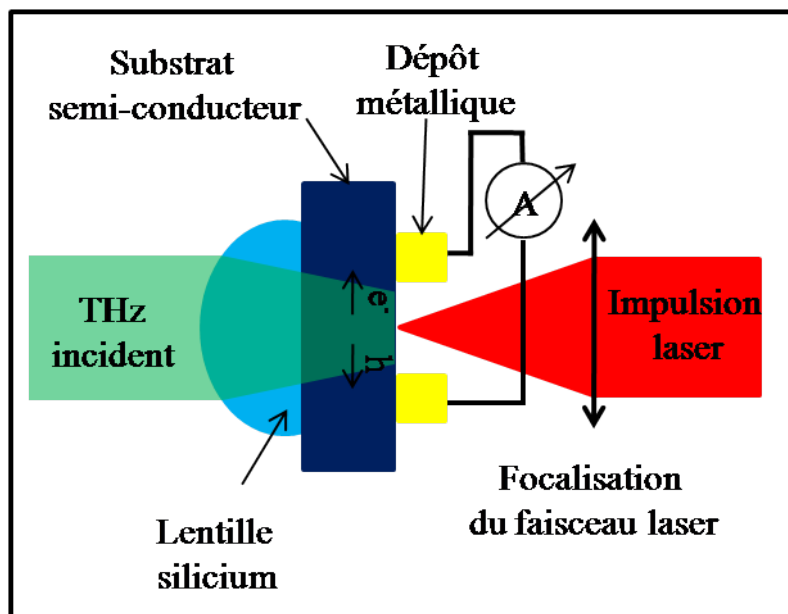 Substrat
semi-conducteur
Dépôt
métallique
A
THz
incident
e-
h
Impulsion
laser
Lentille
silicium
Focalisation
du faisceau laser